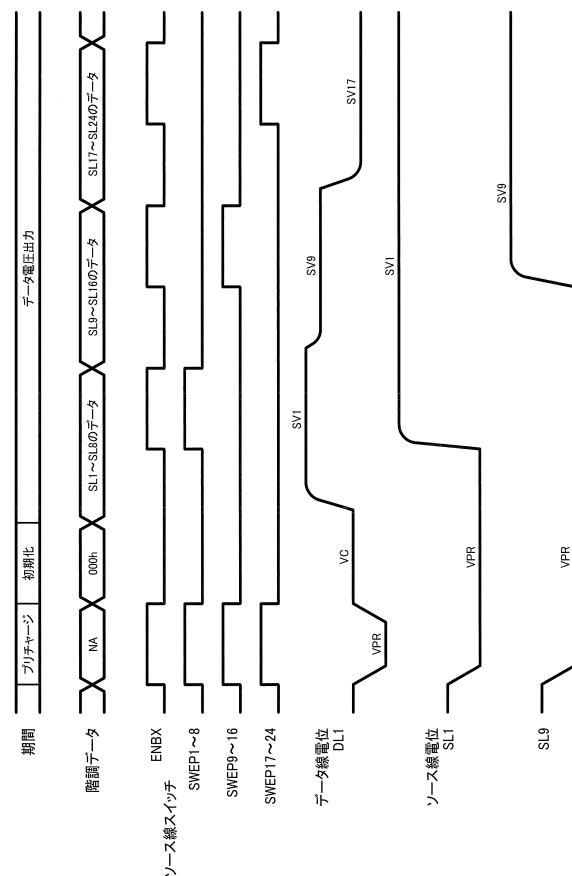 期間
プリチャージ
初期化
データ電圧出力
階調データ
NA
000h
SL1～SL8のデータ
SL9～SL16のデータ
SL17～SL24のデータ
ソース線スイッチ
ENBX
SWEP1～8
SWEP9～16
SWEP17～24
データ線電位
DL1
VPR
VC
SV1
SV9
SV17
ソース線電位
SL1
VPR
SV1
SL9
VPR
SV9